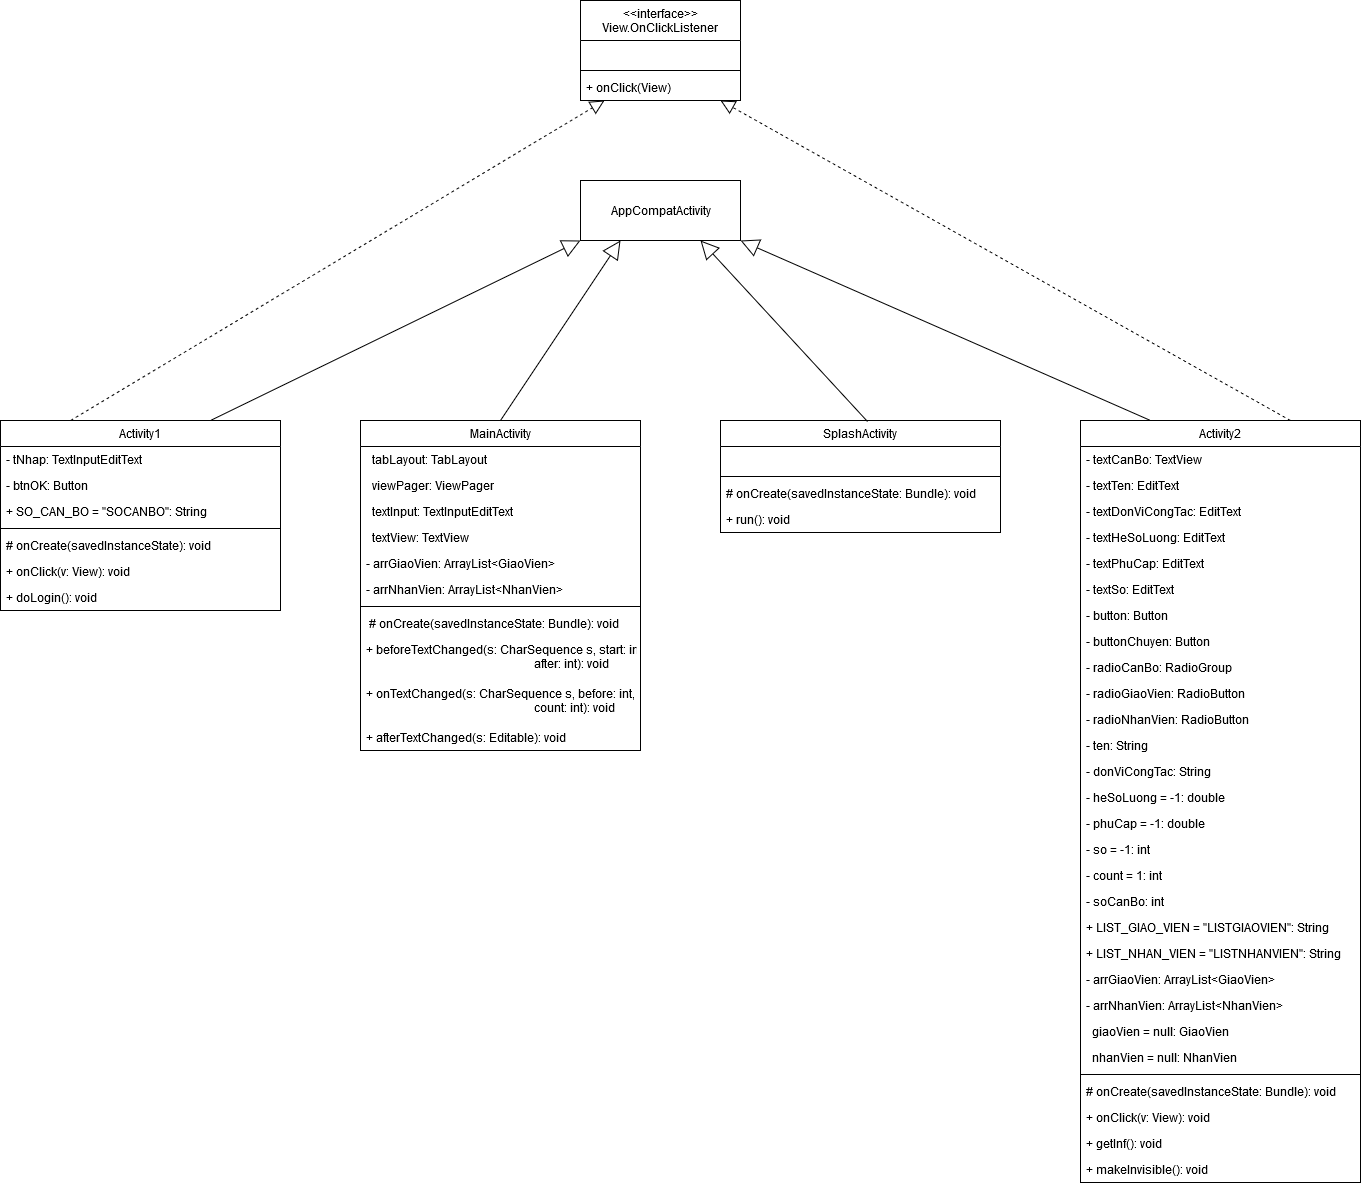 <<interface>>
View.OnClickListener
+ onClick(View)
AppCompatActivity
Activity1
- tNhap: TextInputEditText
- btnOK: Button
+ SO_CAN_BO = "SOCANBO": String
# onCreate(savedInstanceState): void
+ onClick(v: View): void
+ doLogin(): void
MainActivity
tabLayout: TabLayout
viewPager: ViewPager
textInput: TextInputEditText
textView: TextView
- arrGiaoVien: ArrayList<GiaoVien>
- arrNhanVien: ArrayList<NhanVien>
# onCreate(savedInstanceState: Bundle): void
+ beforeTextChanged(s: CharSequence s, start: in
after: int): void
+ onTextChanged(s: CharSequence s, before: int,
count: int): void
+ afterTextChanged(s: Editable): void
SplashActivity
# onCreate(savedInstanceState: Bundle): void
+ run(): void
Activity2
- textCanBo: TextView
- textTen: EditText
- textDonViCongTac: EditText
- textHeSoLuong: EditText
- textPhuCap: EditText
- textSo: EditText
- button: Button
- buttonChuyen: Button
- radioCanBo: RadioGroup
- radioGiaoVien: RadioButton
- radioNhanVien: RadioButton
- ten: String
- donViCongTac: String
- heSoLuong = -1: double
- phuCap = -1: double
- so = -1: int
- count = 1: int
- soCanBo: int
+ LIST_GIAO_VIEN = "LISTGIAOVIEN": String
+ LIST_NHAN_VIEN = "LISTNHANVIEN": String
- arrGiaoVien: ArrayList<GiaoVien>
- arrNhanVien: ArrayList<NhanVien>
giaoVien = null: GiaoVien
nhanVien = null: NhanVien
# onCreate(savedInstanceState: Bundle): void
+ onClick(v: View): void
+ getInf(): void
+ makeInvisible(): void